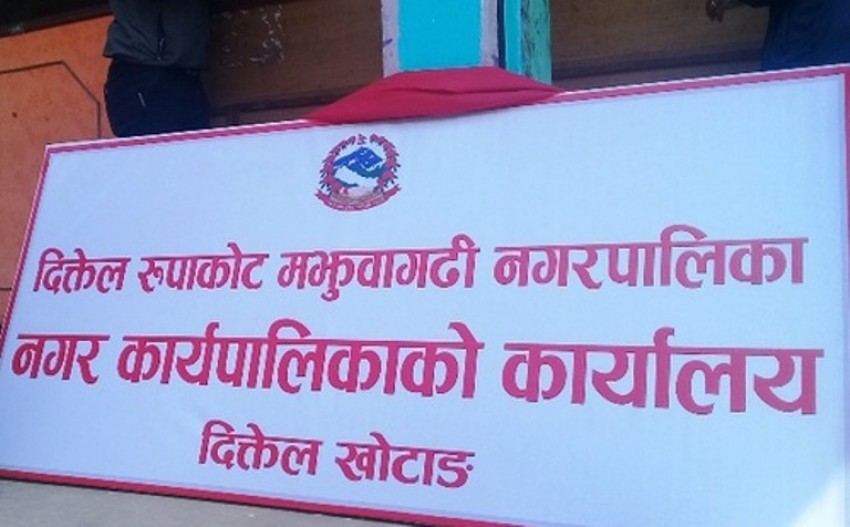 दिक्तेल रुपाकोट मझुवागढी नगरपालिका
नगर कार्यपालिकाको कार्यालय
दिक्तेल खोटाङ